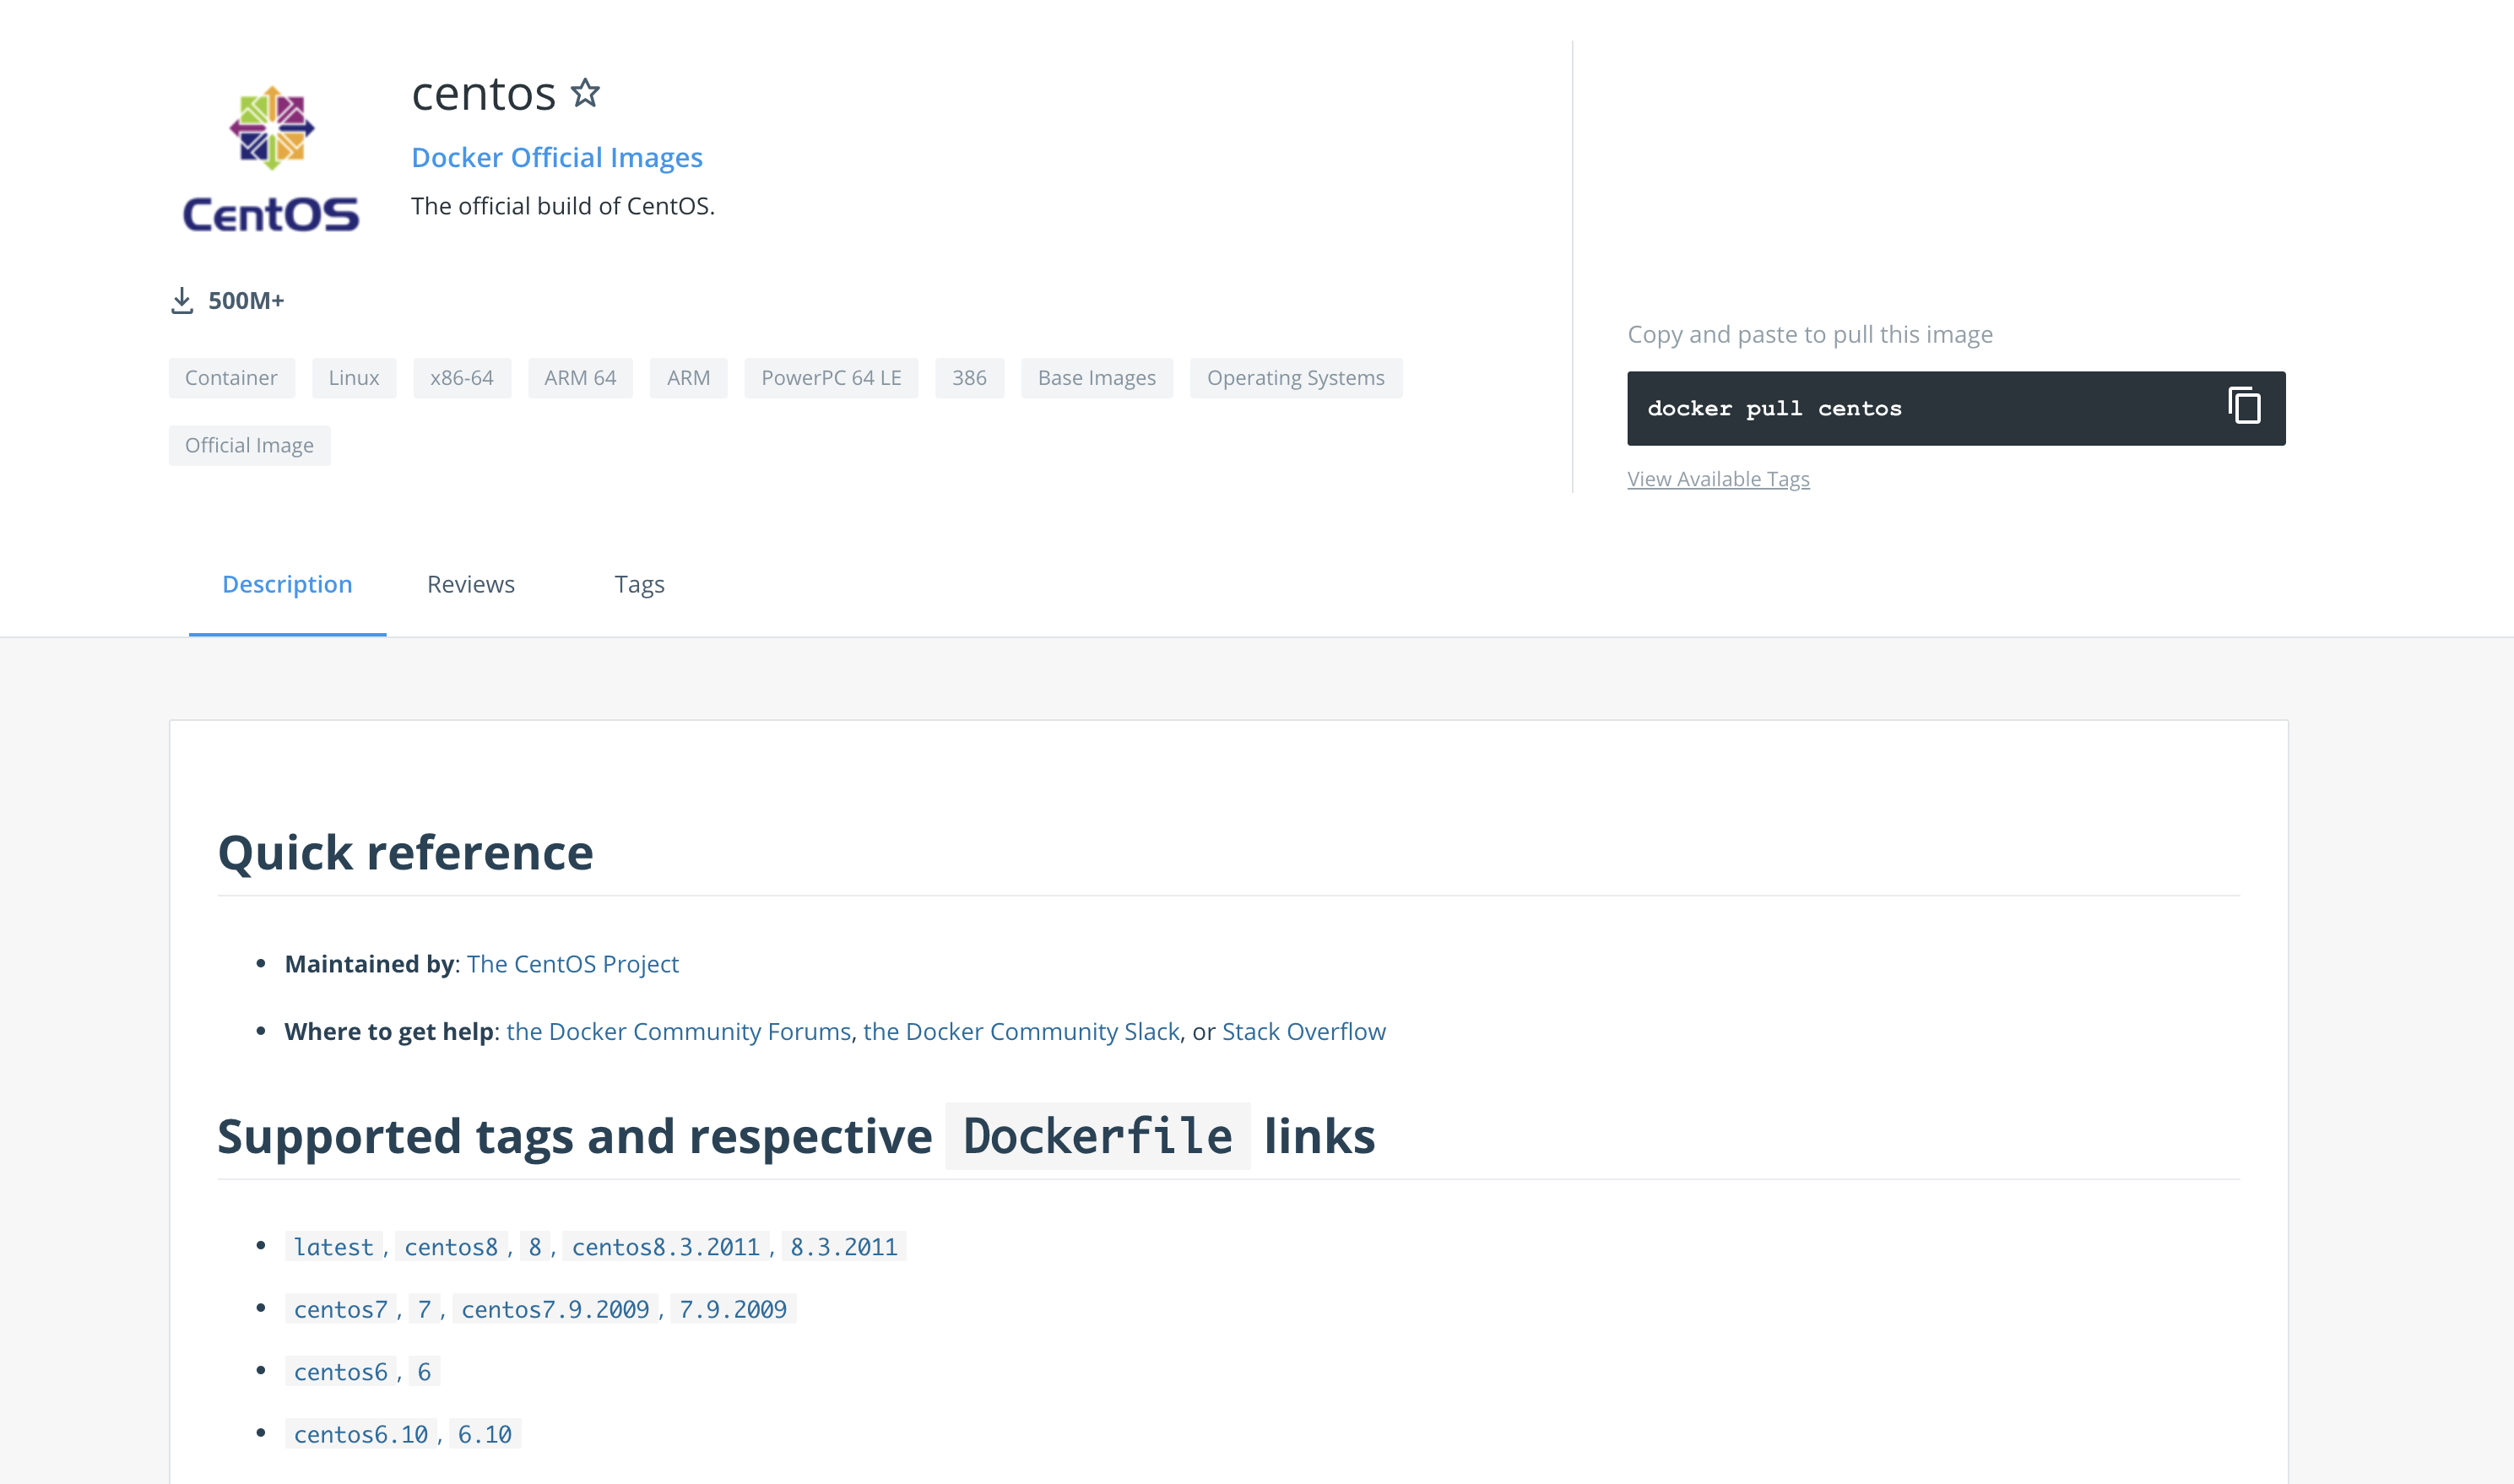 centos
Docker Official Images
The official build of CentOS.
CentOS
500M+
Container Linux x86-64 ARM 64 ARM PowerPC 64 LE 386 Base Images Operating Systems
Official Image
Copy and paste to pull this image
docker pull centos
View Available Tags
Description Reviews Tags
Quick reference
Maintained by: The CentOS Project
Where to get help: the Docker Community Forums, the Docker Community Slack, or Stack Overflow
Supported tags and respective Dockerfile links
latest, centos8, 8, centos8.3.2011, 8.3.2011
centos7, 7, centos7.9.2009, 7.9.2009
centos6, 6
centos6.10, 6.10